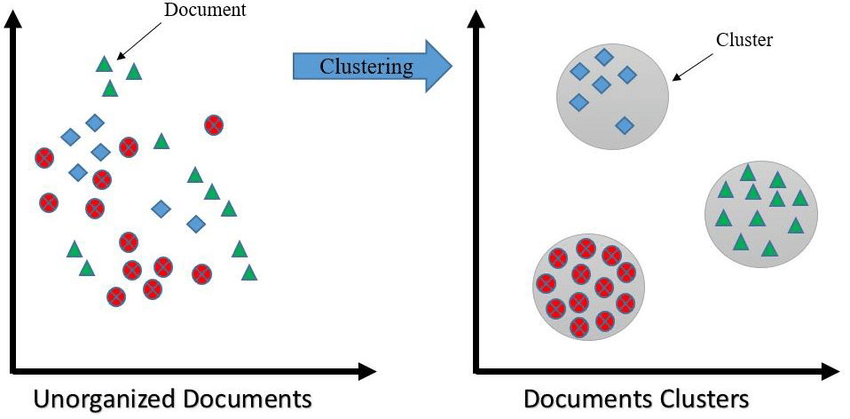 Document
Clustering
Cluster
Unorganized Documents
Documents Clusters